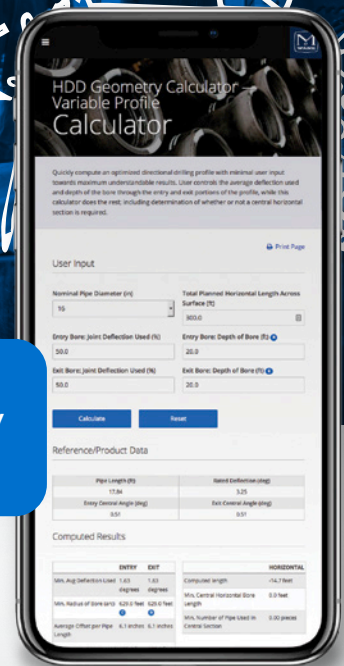 M
HDD Geometry Calculator —
Variable Profile
Calculator
Quickly compute an optimized directional drilling profile with minimal user input
towards maximum understandable results. User controls the average deflection used
and depth of the bore through the entry and exit portions of the profile, while this
calculator does the rest; including determination of whether or not a central horizontal
section is required.
Print Page
User Input
Nominal Pipe Diameter (in)
16
Total Planned Horizontal Length Across
Surface (ft)
300.0
Entry Bore: Joint Deflection Used (%)
50.0
Entry Bore: Depth of Bore (ft)
20.0
Exit Bore: Joint Deflection Used (%)
50.0
Exit Bore: Depth of Bore (ft)
20.0
Calculate
Reset
Reference/Product Data
Pipe Length (ft)
Rated Deflection (deg)
17.84
3.25
Entry Central Angle (deg)
Exit Central Angle (deg)
Computed Results
ENTRY EXIT
Min. Avg Deflection Used 1.63 degrees 1.63 degrees
Min. Radius of Bore (arc)
Average Offset per Pipe Length 6.1 inches 6.1 inches
HORIZONTAL
Computed length -14.7 feet
Min. Central Horizontal Bore Length 0.0 feet
Min. Number of Pipe Used in Central Section 0.00 pieces